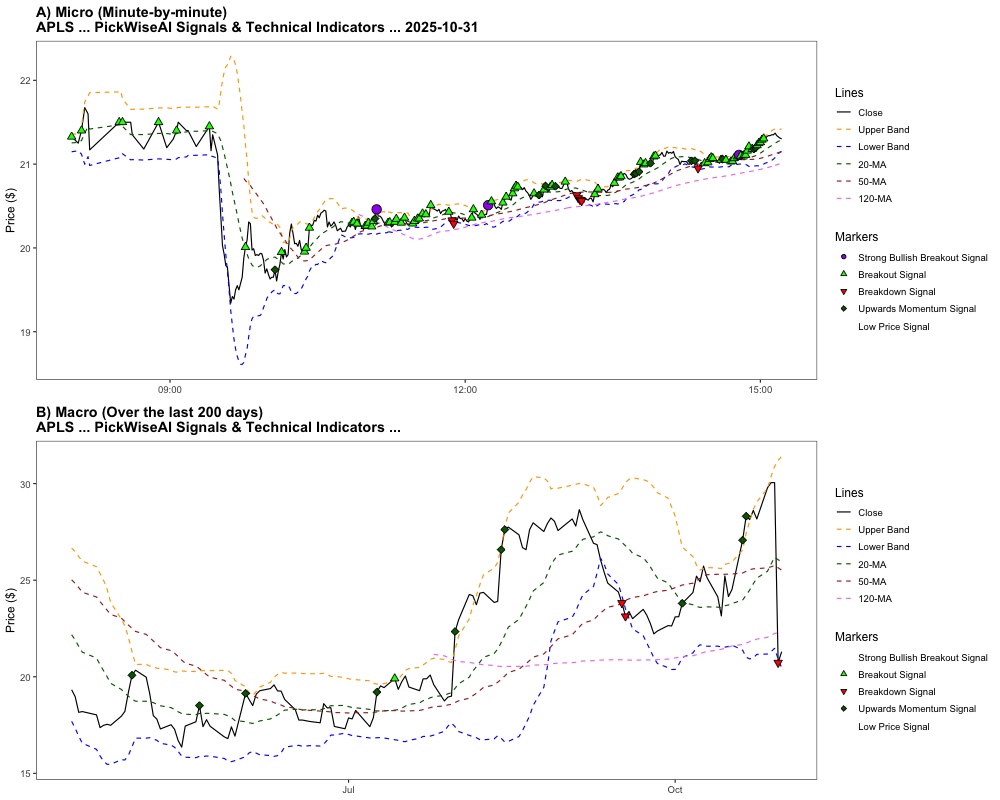 A) Micro (Minute-by-minute)
APLS ... PickWiseAI Signals & Technical Indicators ... 2025-10-31
Price ($)
22
21
20
19
09:00
12:00
15:00
Lines
Close
Upper Band
Lower Band
20-MA
50-MA
120-MA
Markers
Strong Bullish Breakout Signal
Breakout Signal
Breakdown Signal
Upwards Momentum Signal
Low Price Signal
B) Macro (Over the last 200 days)
APLS ... PickWiseAI Signals & Technical Indicators ...
Price ($)
30
25
20
15
Jul
Oct
Lines
Close
Upper Band
Lower Band
20-MA
50-MA
120-MA
Markers
Strong Bullish Breakout Signal
Breakout Signal
Breakdown Signal
Upwards Momentum Signal
Low Price Signal